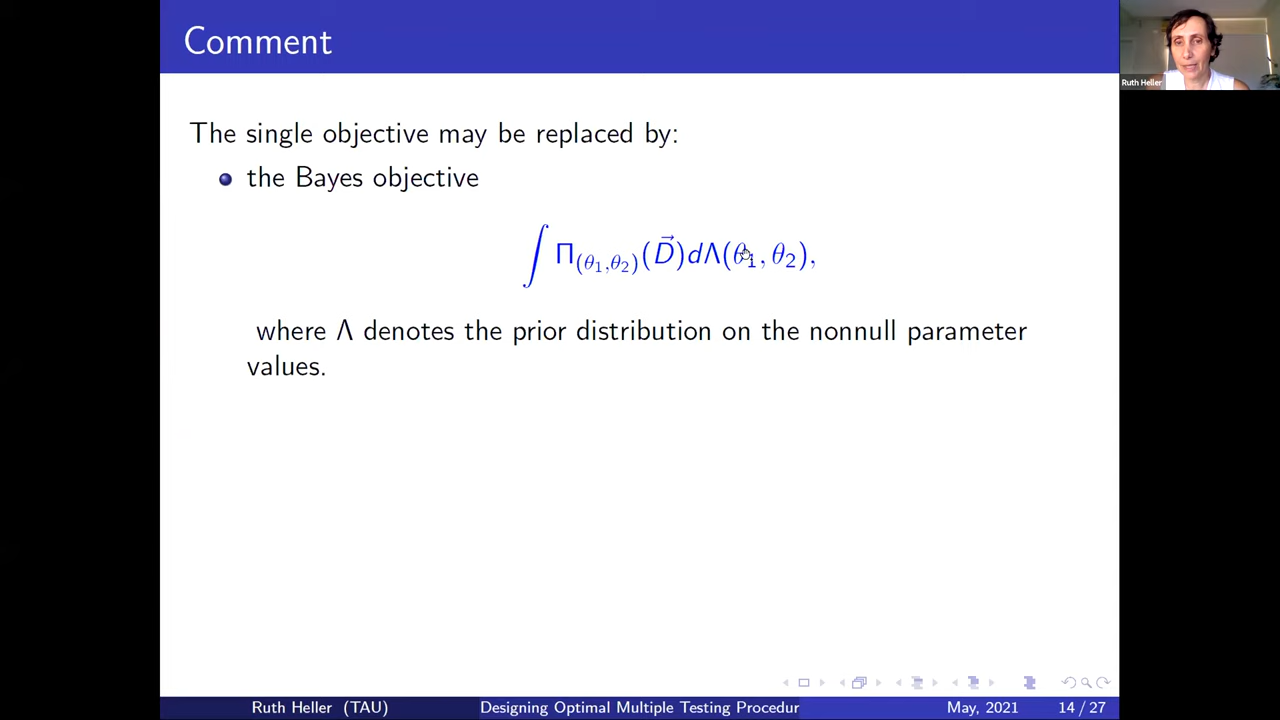 Comment
Ruth Heller
The single objective may be replaced by:
the Bayes objective
∫ Π_(θ₁,θ₂)(D⃗)dΛ(θ₁, θ₂),
where Λ denotes the prior distribution on the nonnull parameter
values.
Ruth Heller (TAU) Designing Optimal Multiple Testing Procedur May, 2021 14 / 27